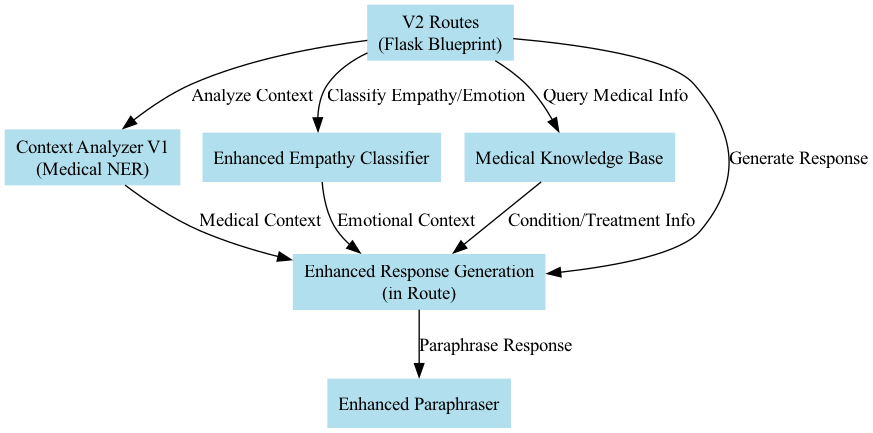 V2 Routes
(Flask Blueprint)
Analyze Context
Classify Empathy/Emotion
Query Medical Info
Context Analyzer V1
(Medical NER)
Enhanced Empathy Classifier
Medical Knowledge Base
Generate Response
Medical Context
Emotional Context
Condition/Treatment Info
Enhanced Response Generation
(in Route)
Paraphrase Response
Enhanced Paraphraser